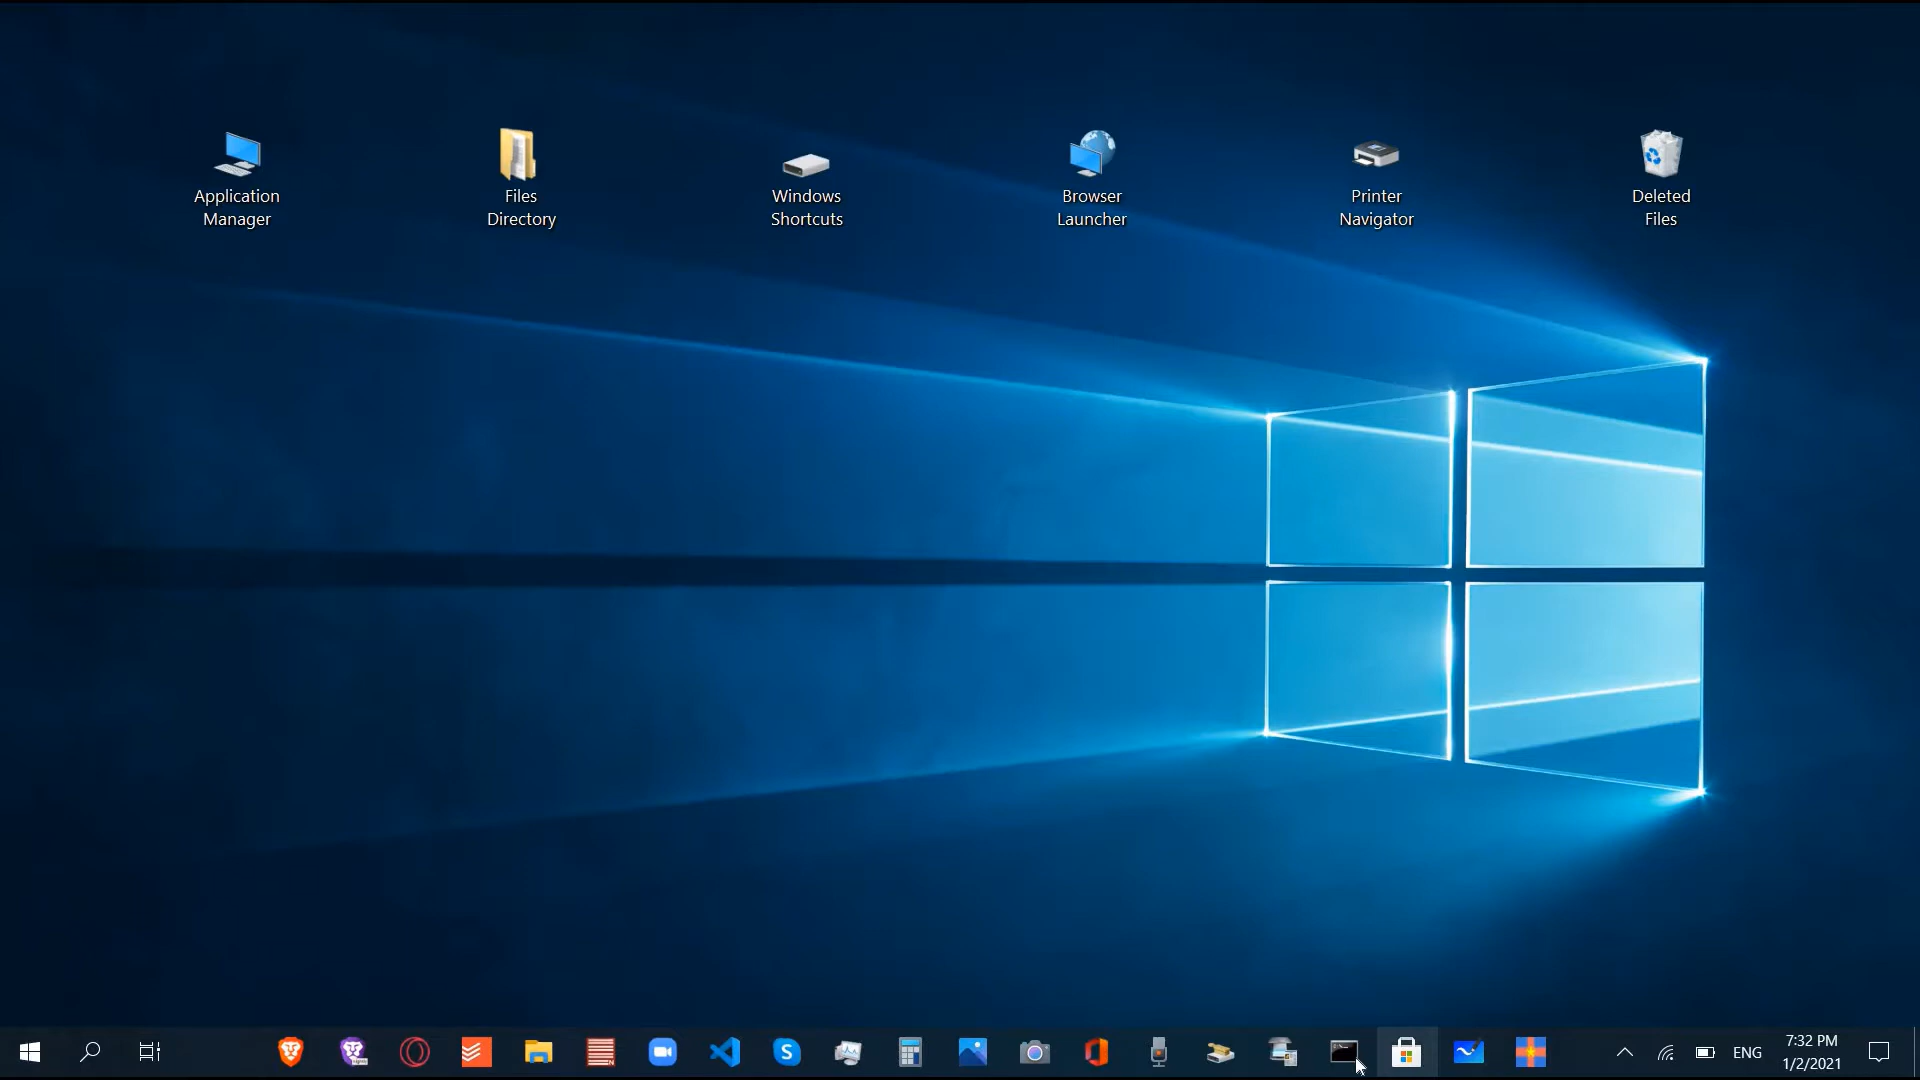 Application
Manager
Files
Directory
Windows
Shortcuts
Browser
Launcher
Printer
Navigator
Deleted
Files
ENG
7:32 PM
1/2/2021